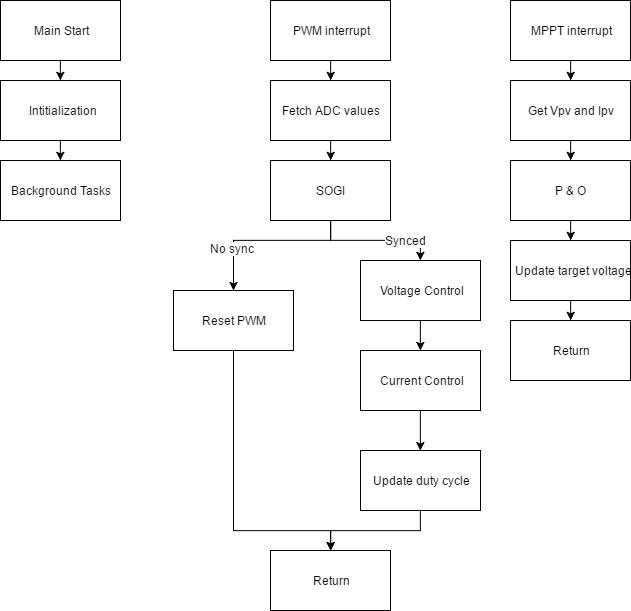 Main Start
PWM interrupt
MPPT interrupt
Intitialization
Fetch ADC values
Get Vpv and Ipv
Background Tasks
SOGI
P & O
No sync
Synced
Update target voltage
Voltage Control
Reset PWM
Return
Current Control
Update duty cycle
Return